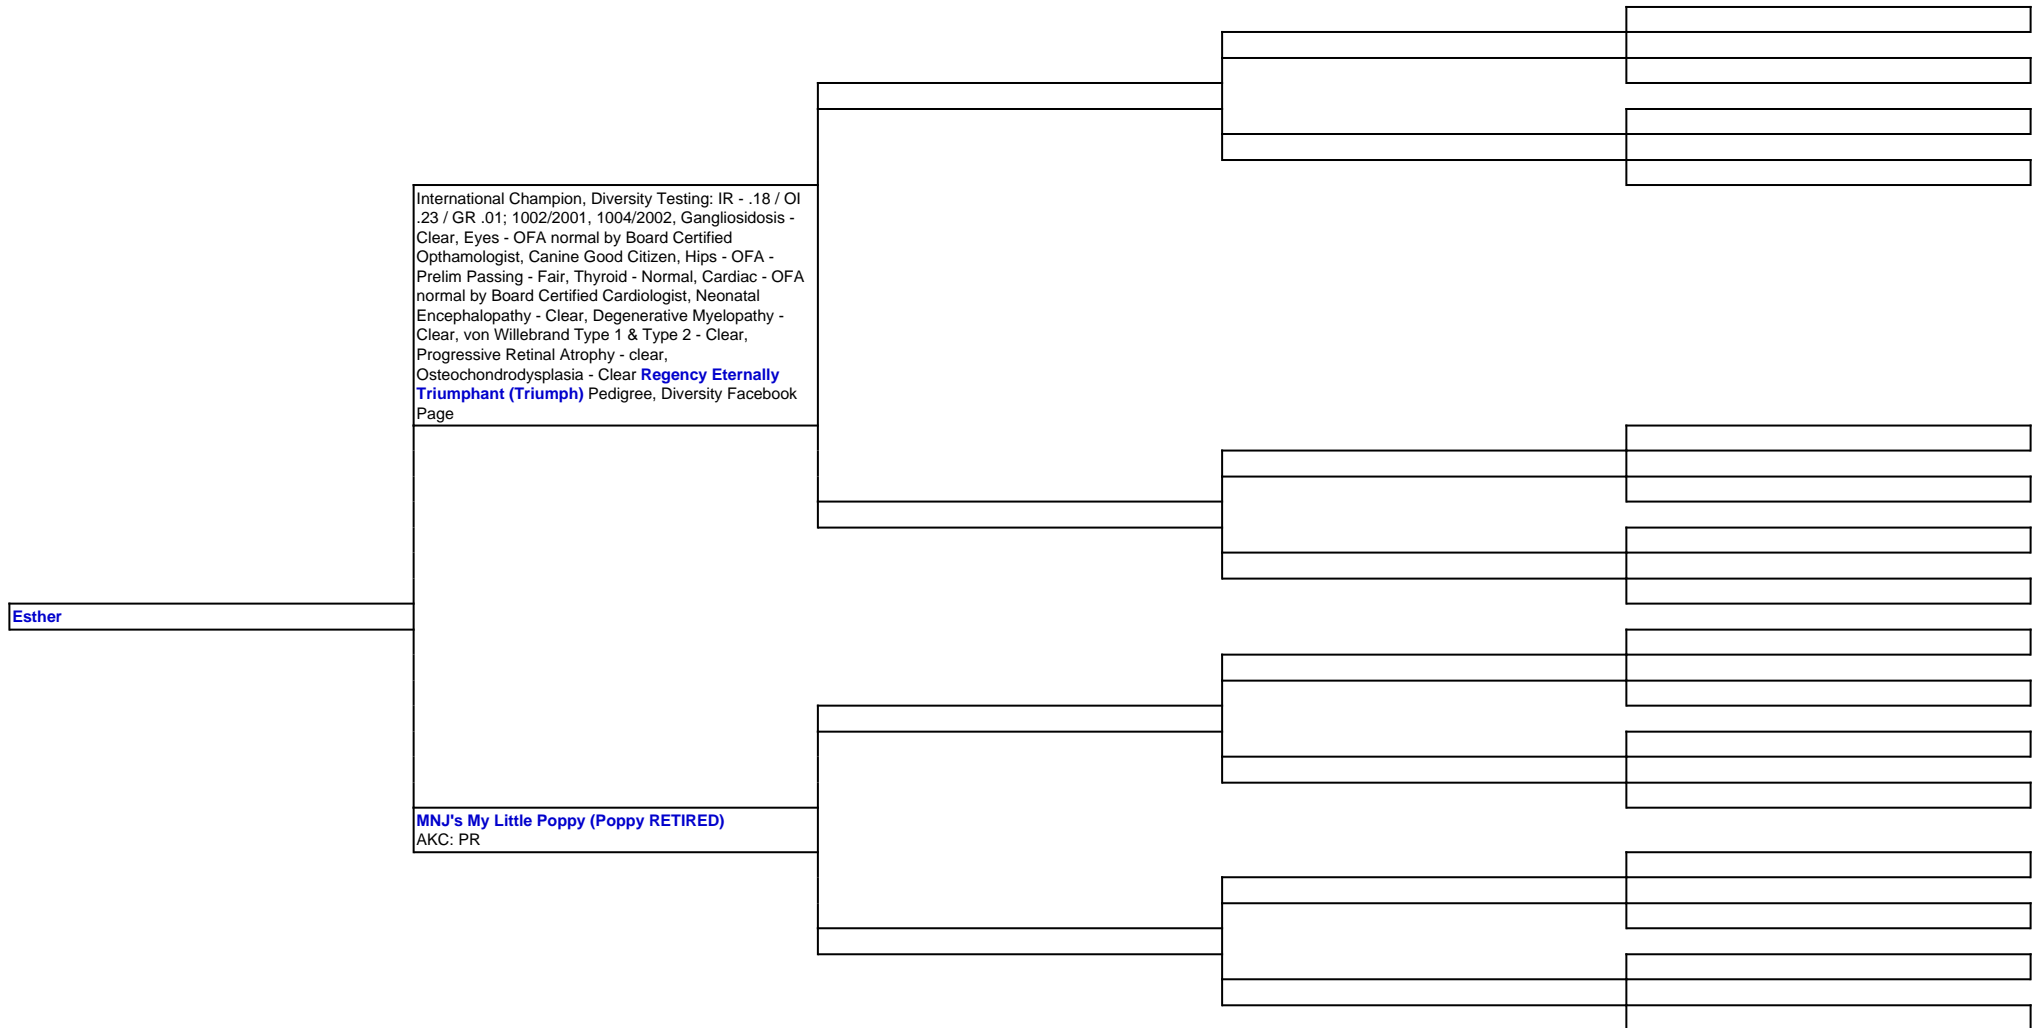 International Champion, Diversity Testing: IR - .18 / OI
.23 / GR .01; 1002/2001, 1004/2002, Gangliosidosis -
Clear, Eyes - OFA normal by Board Certified
Opthamologist, Canine Good Citizen, Hips - OFA -
Prelim Passing - Fair, Thyroid - Normal, Cardiac - OFA
normal by Board Certified Cardiologist, Neonatal
Encephalopathy - Clear, Degenerative Myelopathy -
Clear, von Willebrand Type 1 & Type 2 - Clear,
Progressive Retinal Atrophy - clear,
Osteochondrodysplasia - Clear Regency Eternally
Triumphant (Triumph) Pedigree, Diversity Facebook
Page
Esther
MNJ's My Little Poppy (Poppy RETIRED)
AKC: PR